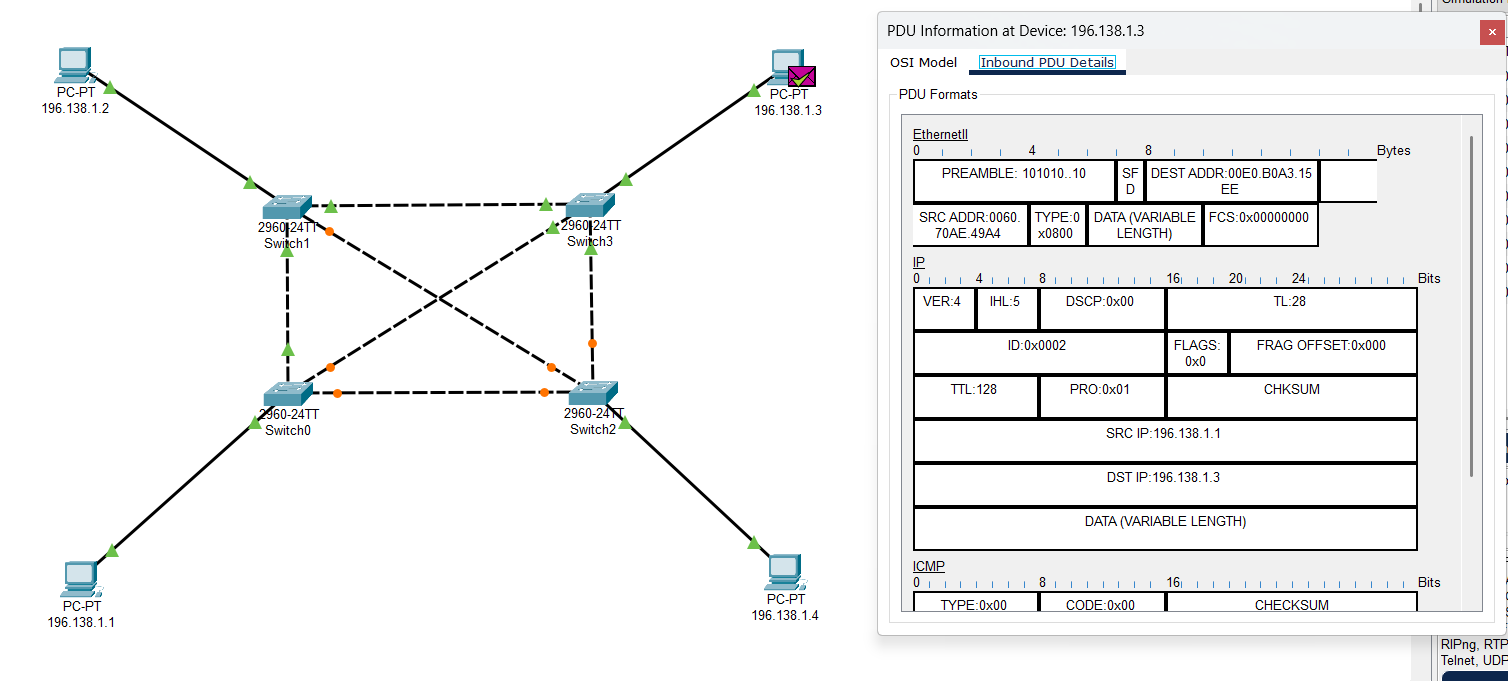 PC-PT
196.138.1.2
PC-PT
196.138.1.3
2960-24TT
Switch1
2960-24TT
Switch3
2960-24TT
Switch0
2960-24TT
Switch2
PC-PT
196.138.1.1
PC-PT
196.138.1.4
PDU Information at Device: 196.138.1.3
OSI Model Inbound PDU Details
PDU Formats
EthernetII
0 4 8 Bytes
PREAMBLE: 101010..10
SF
D
DEST ADDR:00E0.B0A3.15
EE
SRC ADDR:0060.
70AE.49A4
TYPE:0
x0800
DATA (VARIABLE
LENGTH)
FCS:0x00000000
IP
0 4 8 16 20 24 Bits
VER:4 IHL:5 DSCP:0x00 TL:28
ID:0x0002
FLAGS:
0x0
FRAG OFFSET:0x000
TTL:128 PRO:0x01 CHKSUM
SRC IP:196.138.1.1
DST IP:196.138.1.3
DATA (VARIABLE LENGTH)
ICMP
0 8 16 Bits
TYPE:0x00 CODE:0x00 CHECKSUM
RIPng, RTP
Telnet, UDP